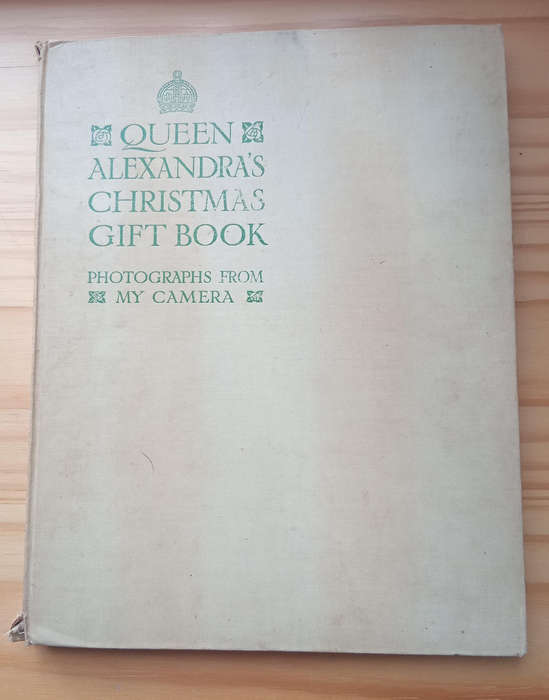 QUEEN
ALEXANDRA'S
CHRISTMAS
GIFT BOOK
PHOTOGRAPHS FROM
MY CAMERA